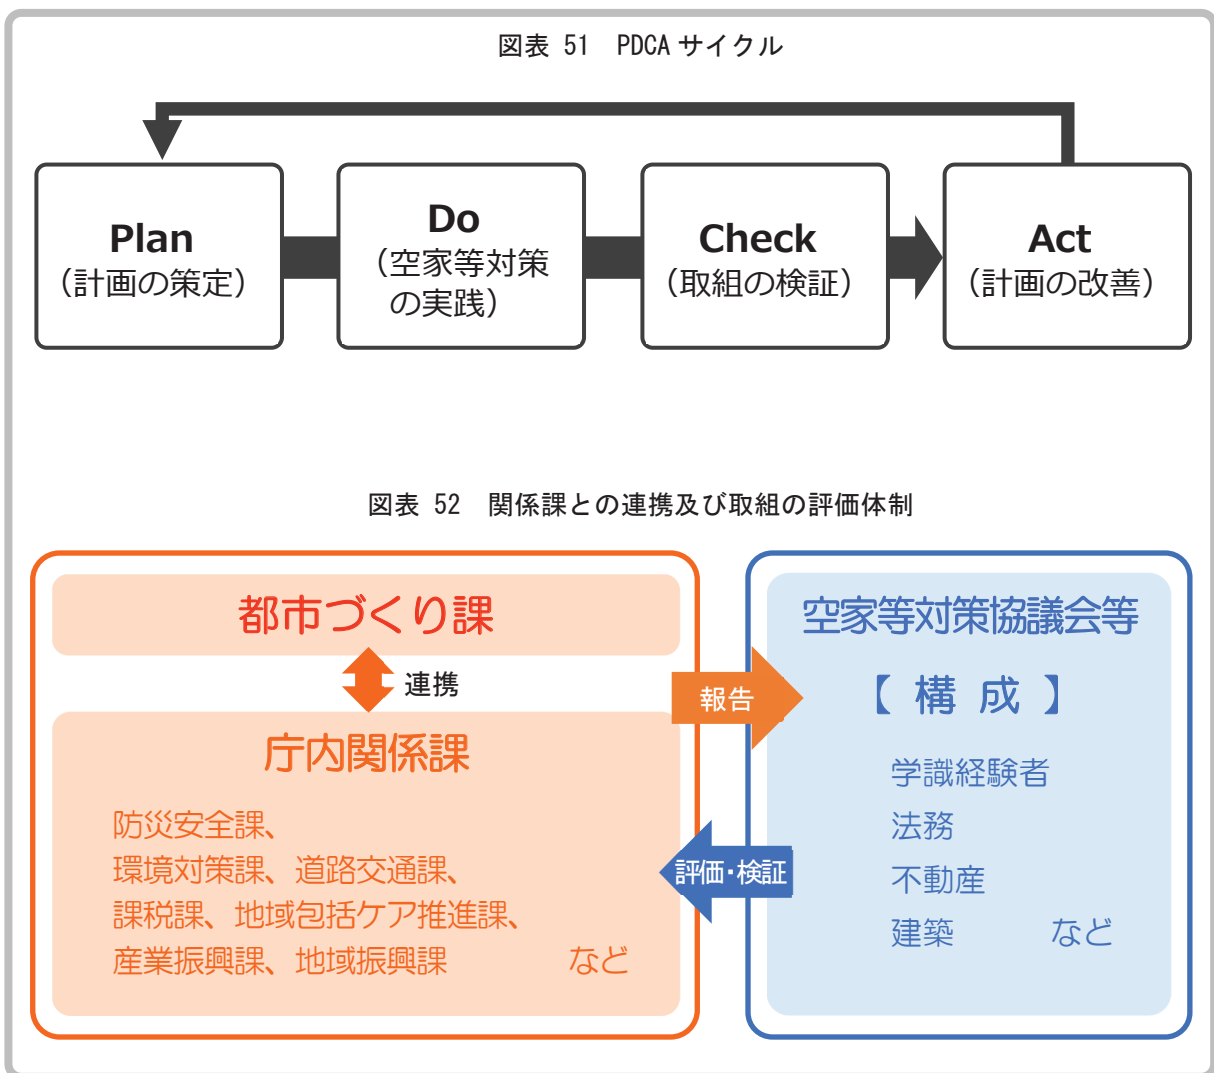 図表 51 PDCA サイクル
Plan
（計画の策定）
Do
（空家等対策
の実践）
Check
（取組の検証）
Act
（計画の改善）
図表 52 関係課との連携及び取組の評価体制
都市づくり課
連携
庁内関係課
防災安全課、
環境対策課、道路交通課、
課税課、地域包括ケア推進課、
産業振興課、地域振興課 など
報告
評価・検証
空家等対策協議会等
【 構 成 】
学識経験者
法務
不動産
建築 など